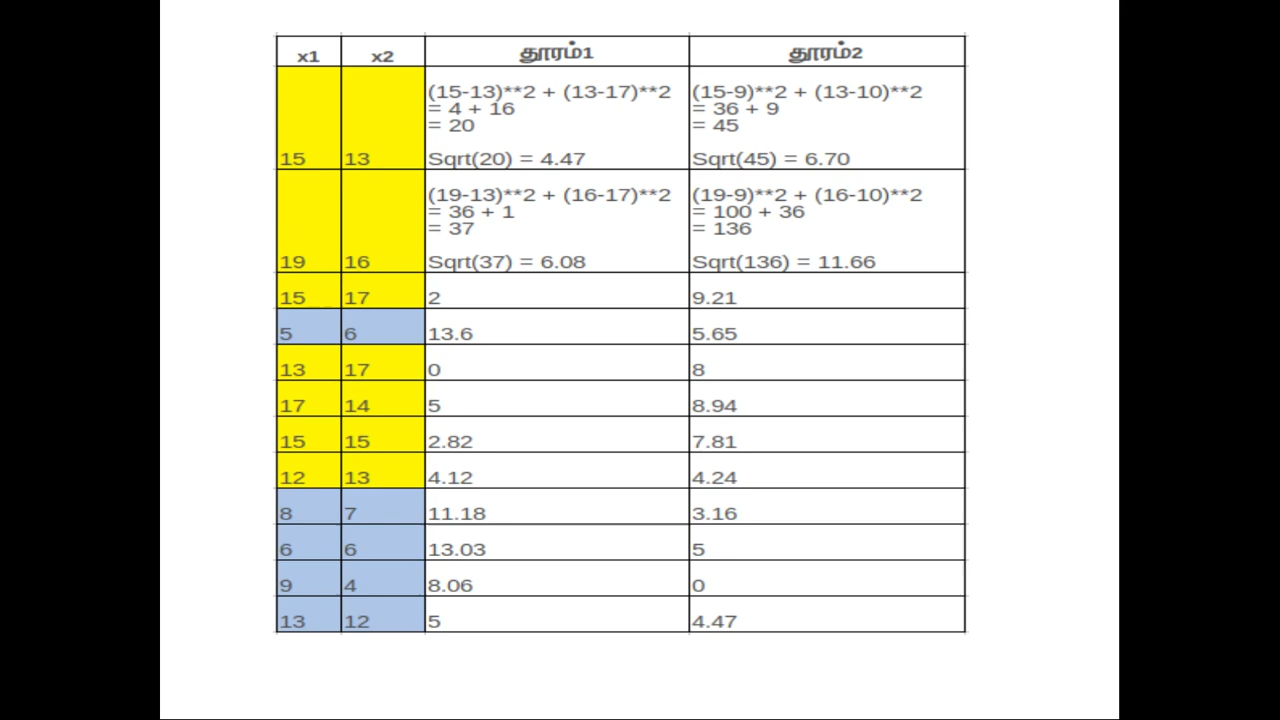 x1 x2 தூரம்1 தூரம்2
(15-13)**2 + (13-17)**2 (15-9)**2 + (13-10)**2
= 4 + 16 = 36 + 9
= 20 = 45
15 13 Sqrt(20) = 4.47 Sqrt(45) = 6.70
(19-13)**2 + (16-17)**2 (19-9)**2 + (16-10)**2
= 36 + 1 = 100 + 36
= 37 = 136
19 16 Sqrt(37) = 6.08 Sqrt(136) = 11.66
15 17 2 9.21
5 6 13.6 5.65
13 17 0 8
17 14 5 8.94
15 15 2.82 7.81
12 13 4.12 4.24
8 7 11.18 3.16
6 6 13.03 5
9 4 8.06 0
13 12 5 4.47